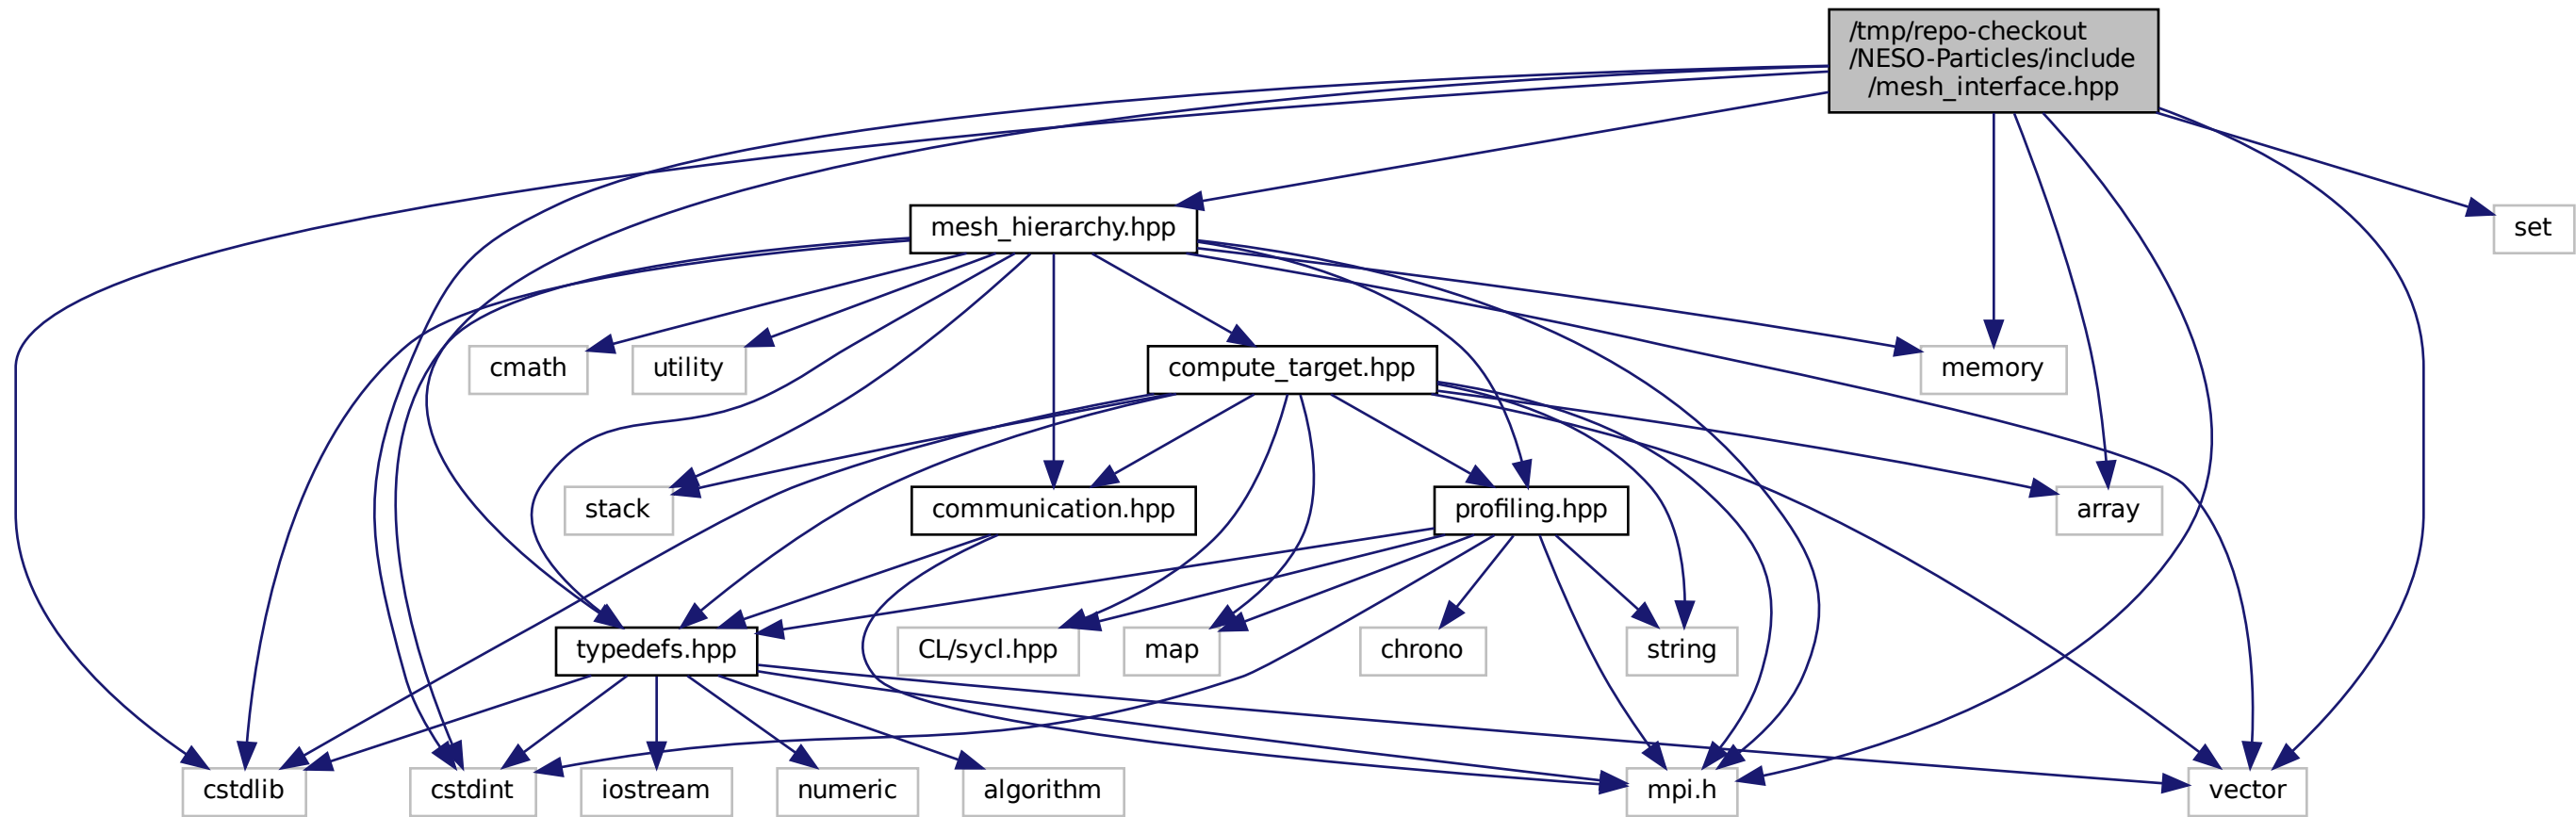 /tmp/repo-checkout
/NESO-Particles/include
/mesh_interface.hpp
mesh_hierarchy.hpp
set
cmath
utility
compute_target.hpp
memory
stack
communication.hpp
profiling.hpp
array
typedefs.hpp
CL/sycl.hpp
map
chrono
string
cstdlib
cstdint
iostream
numeric
algorithm
mpi.h
vector